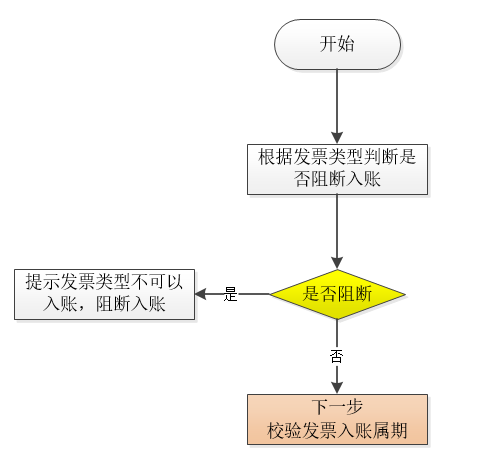 开始
根据发票类型判断是
否阻断入账
是否阻断
是
提示发票类型不可以
入账，阻断入账
否
下一步
校验发票入账属期